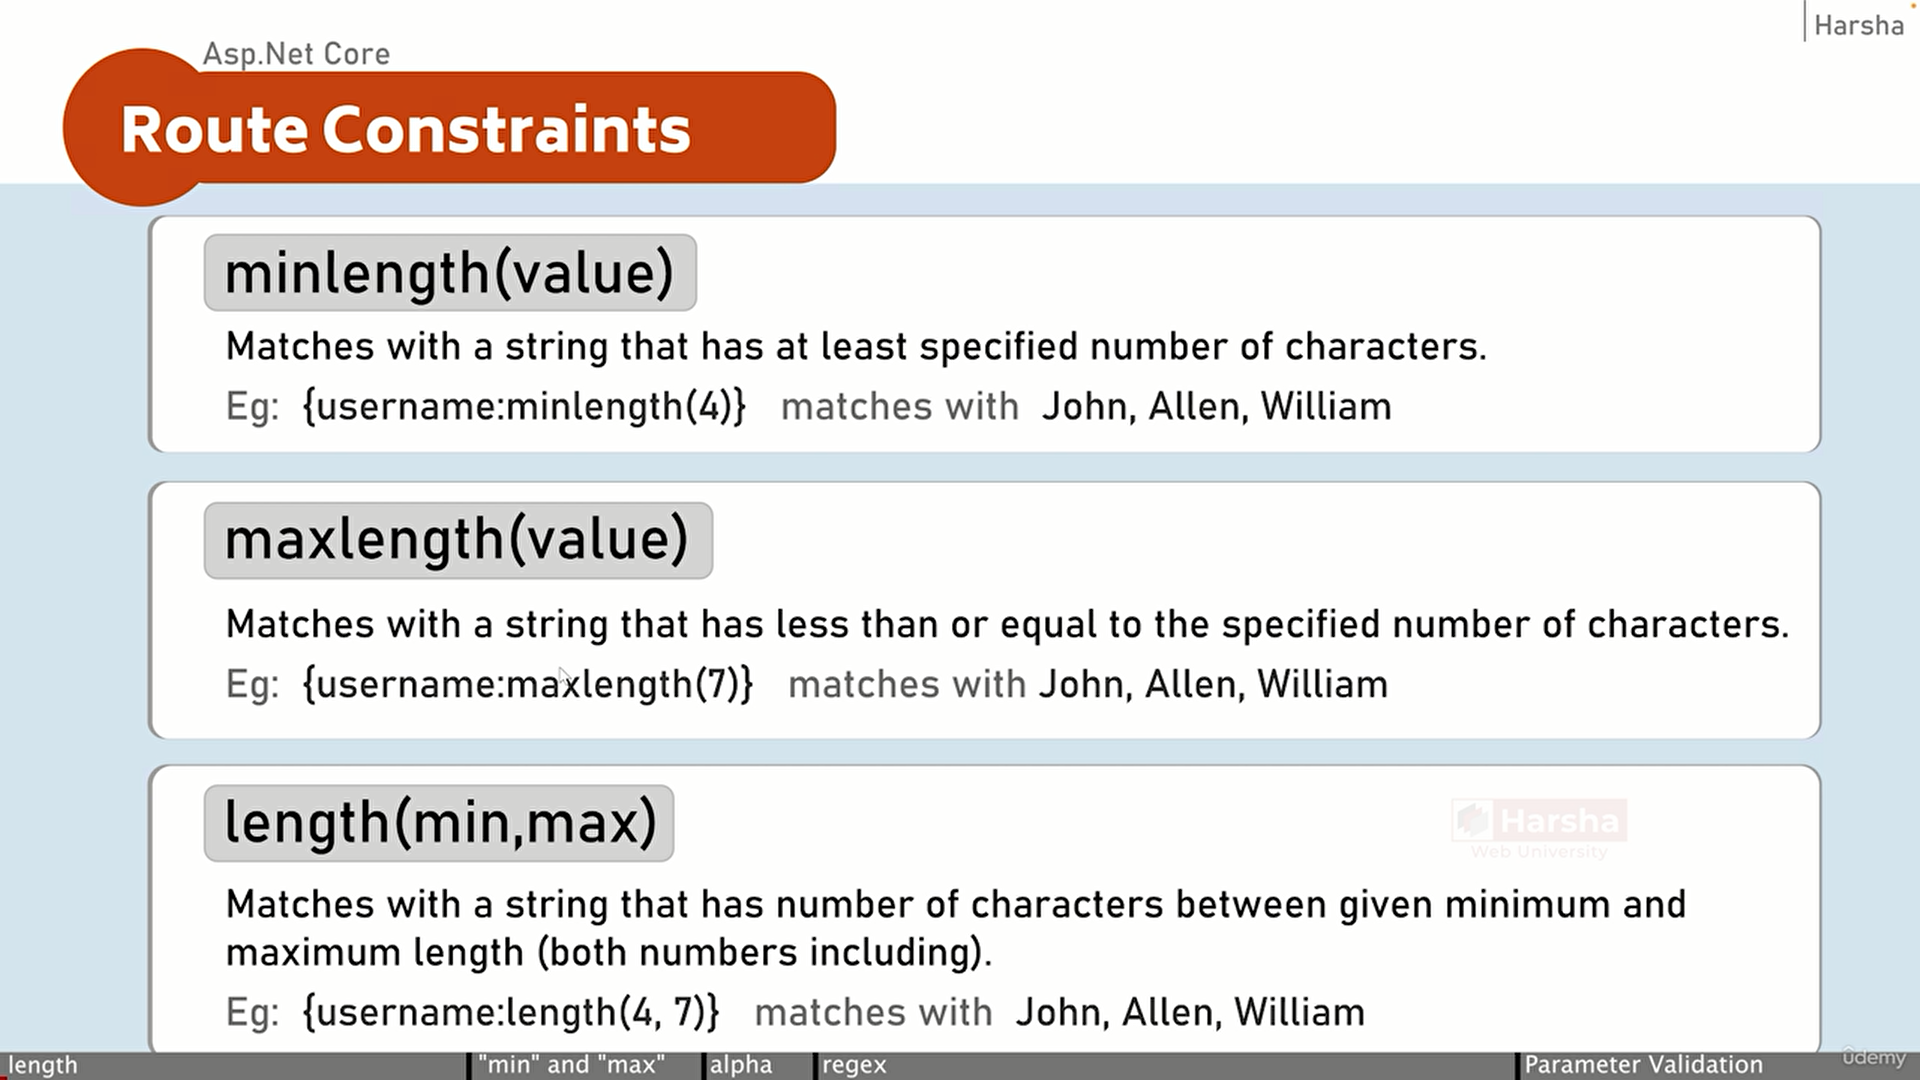 Harsha
Asp.Net Core
Route Constraints
minlength(value)
Matches with a string that has at least specified number of characters.
Eg: {username:minlength(4)} matches with John, Allen, William
maxlength(value)
Matches with a string that has less than or equal to the specified number of characters.
Eg: {username:maxlength(7)} matches with John, Allen, William
length(min,max)
Harsha
Web University
Matches with a string that has number of characters between given minimum and
maximum length (both numbers including).
Eg: {username:length(4, 7)} matches with John, Allen, William
length "min" and "max" alpha regex Parameter Validation
ûdemy